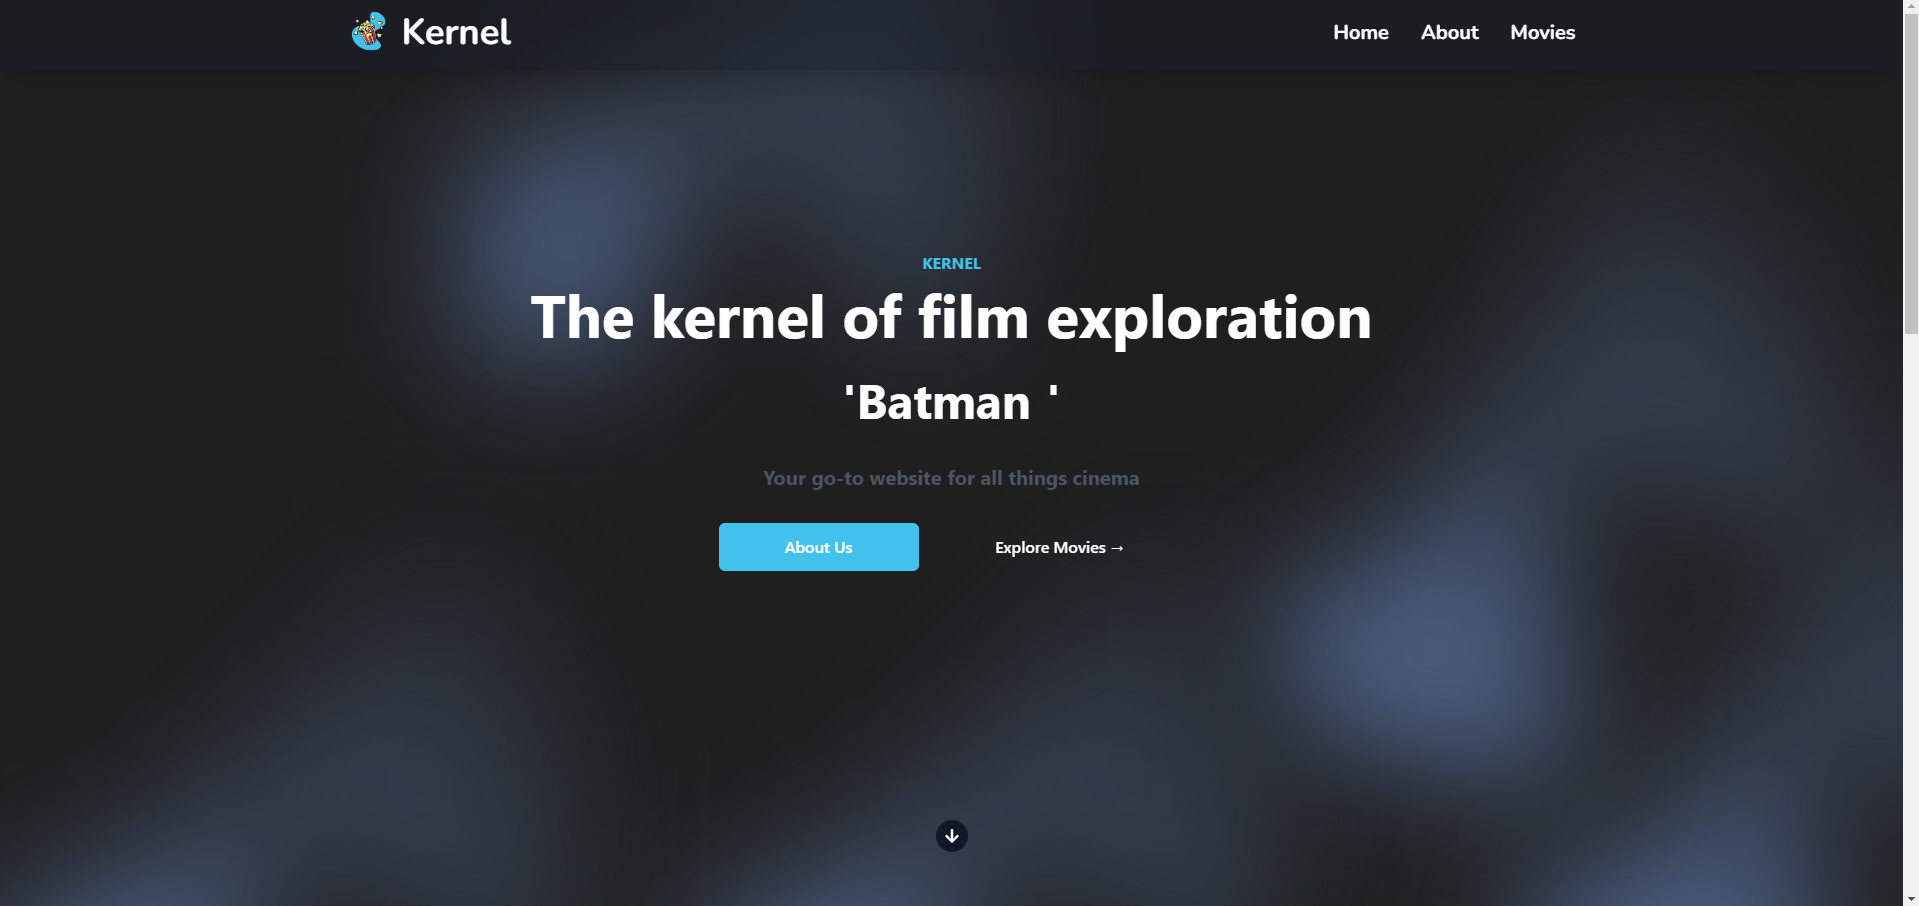 Kernel
Home About Movies
KERNEL
The kernel of film exploration
'Batman '
Your go-to website for all things cinema
About Us
Explore Movies →